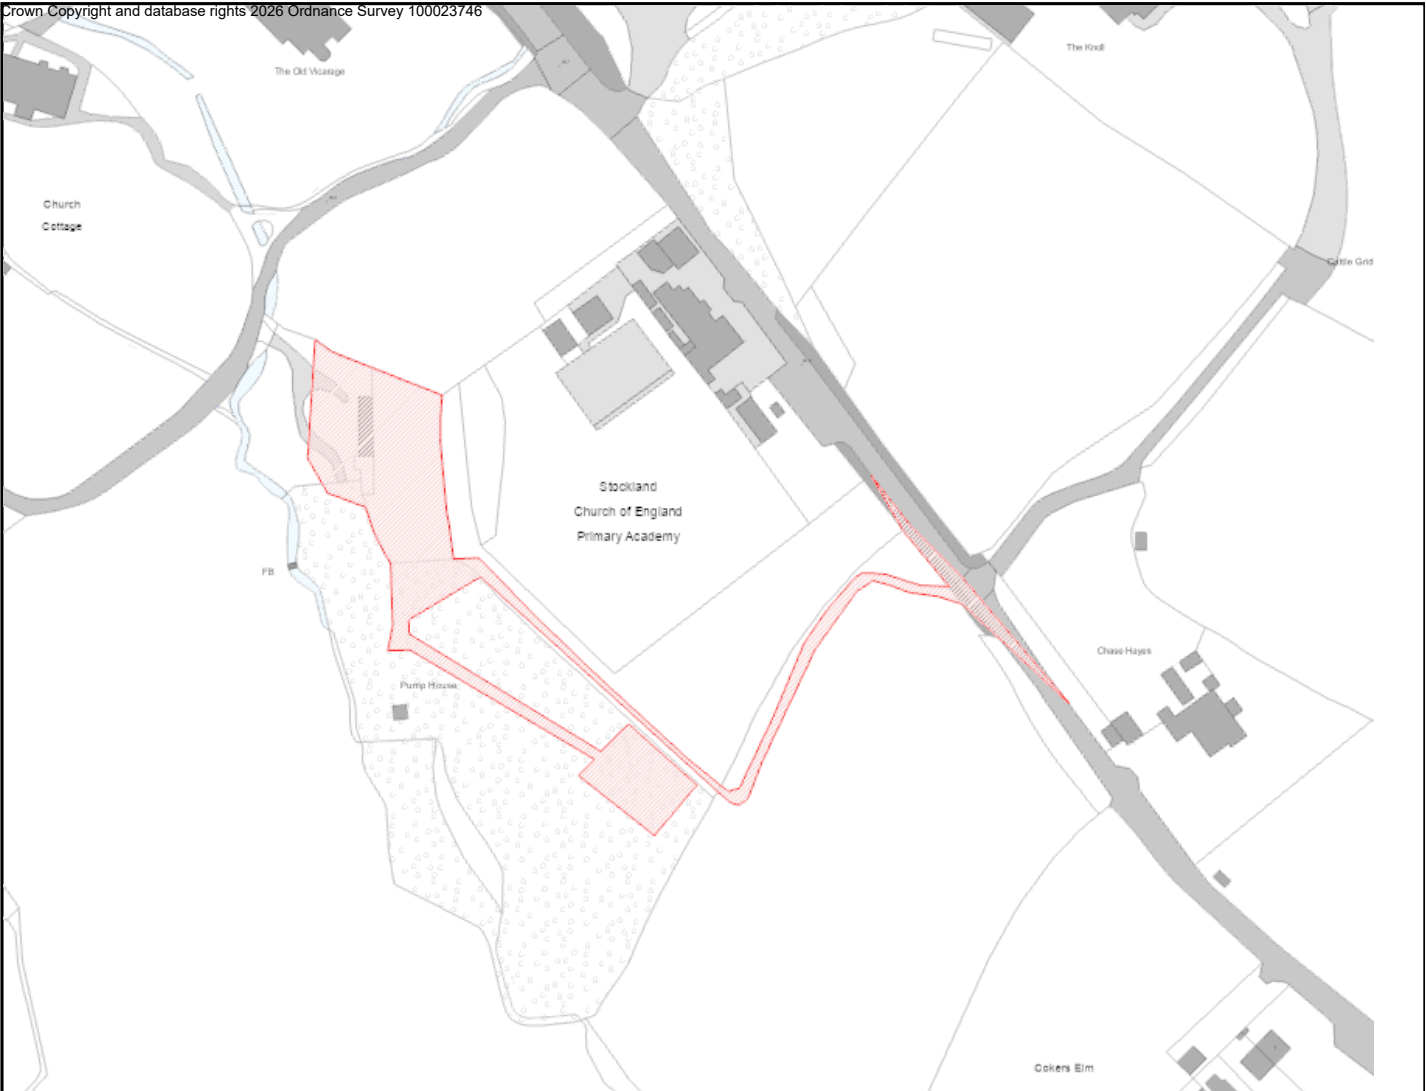 Crown Copyright and database rights 2026 Ordnance Survey 100023746
The Old Vicarage
The Knoll
Church
Cottage
Cattle Grid
Stockland
Church of England
Primary Academy
FB
Chase Hayes
Pump House
Cokers Elm